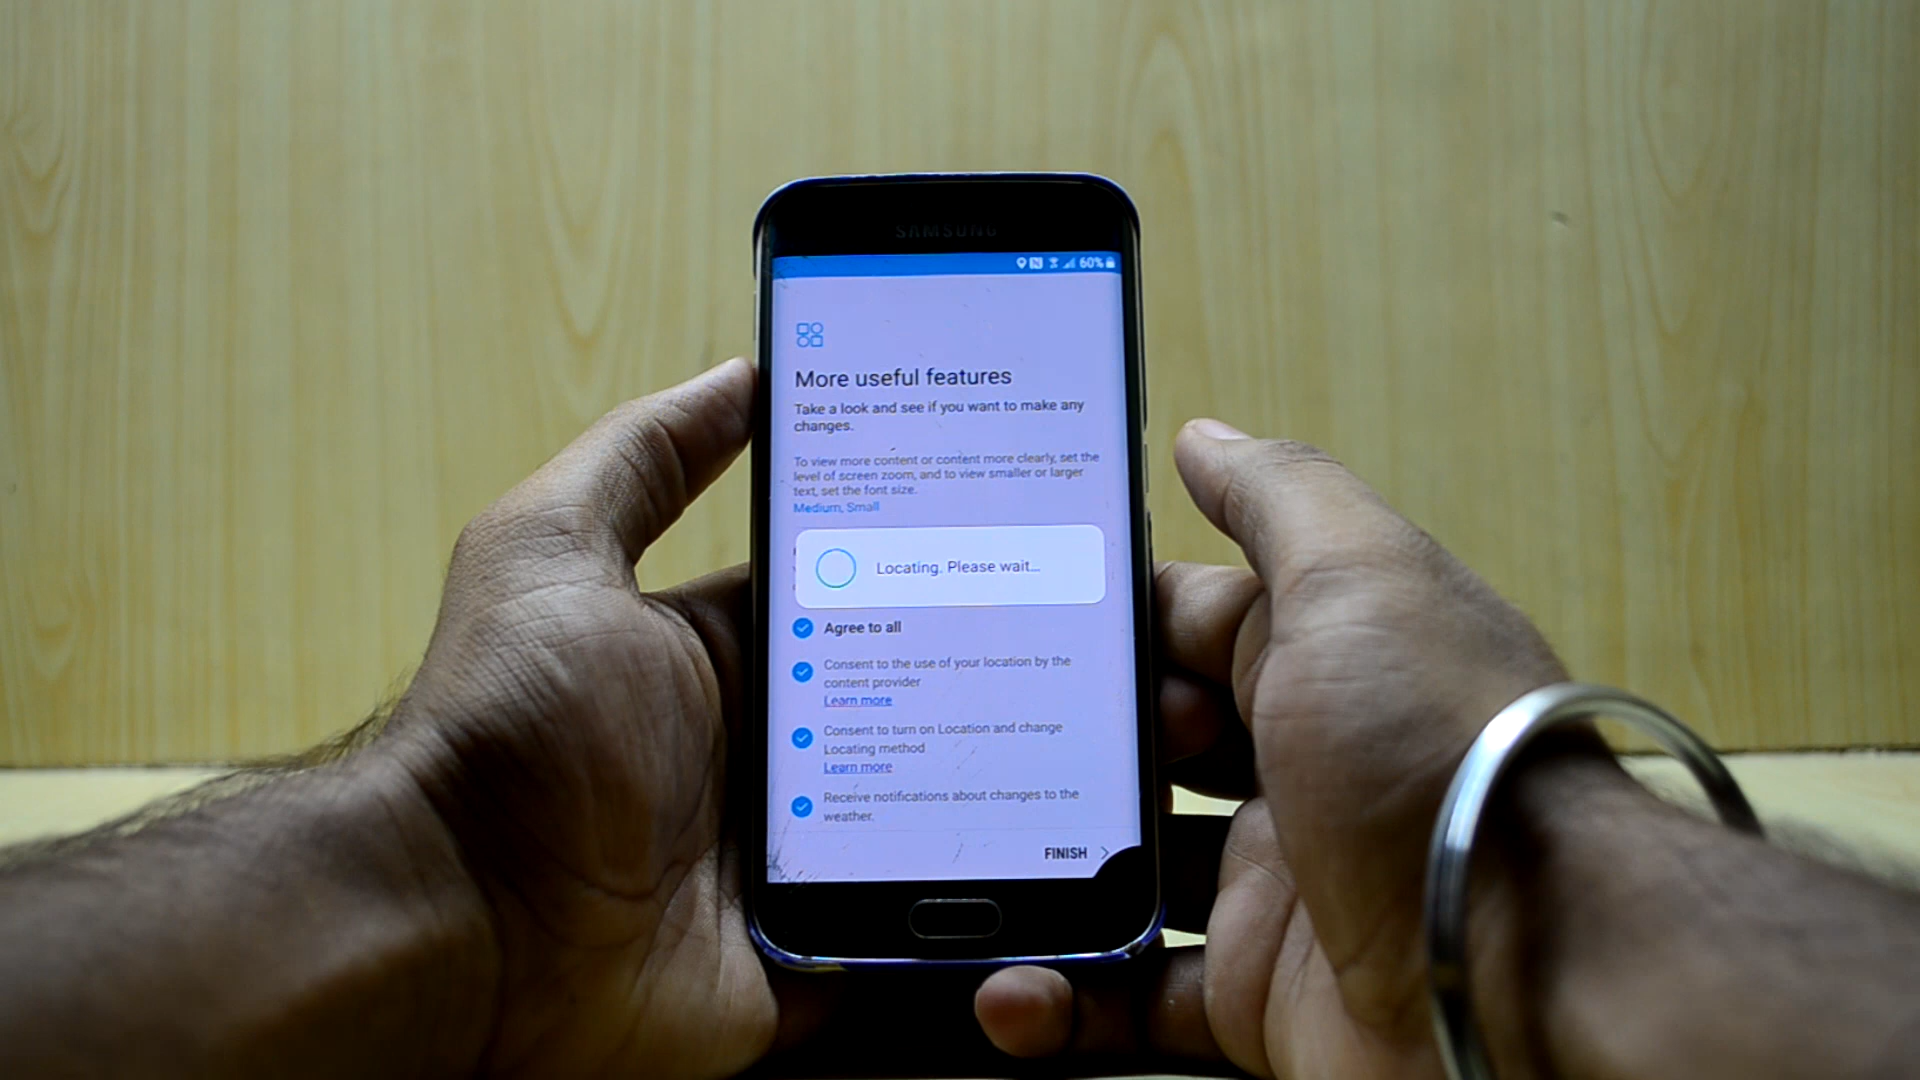 SAMSUNG
60%
More useful features
Take a look and see if you want to make any
changes.
To view more content or content more clearly, set the
level of screen zoom, and to view smaller or larger
text, set the font size.
Medium, Small
Locating. Please wait...
Agree to all
Consent to the use of your location by the
content provider
Learn more
Consent to turn on Location and change
Locating method
Learn more
Receive notifications about changes to the
weather.
FINISH